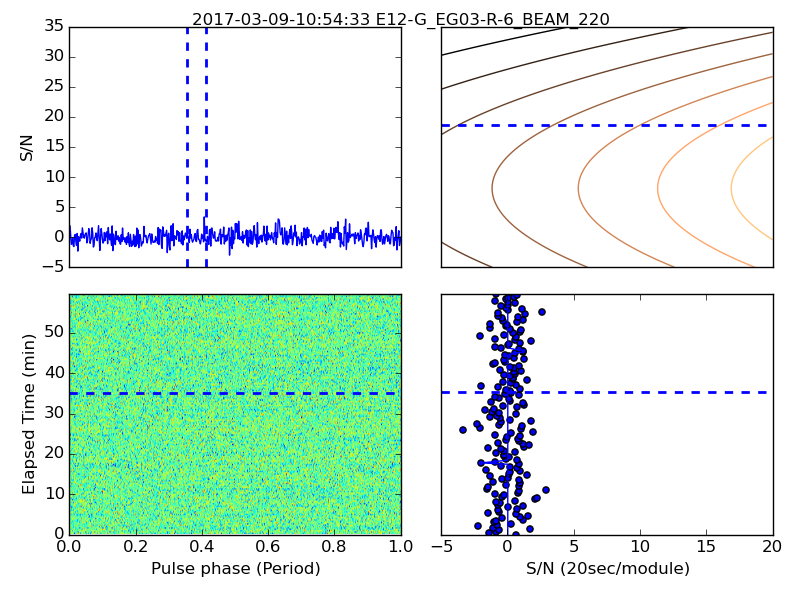 2017-03-09-10:54:33 E12-G_EG03-R-6_BEAM_220
35
30
25
20
15
10
5
0
−5
S/N
50
40
30
20
10
0
Elapsed Time (min)
0.0 0.2 0.4 0.6 0.8 1.0
Pulse phase (Period)
−5 0 5 10 15 20
S/N (20sec/module)